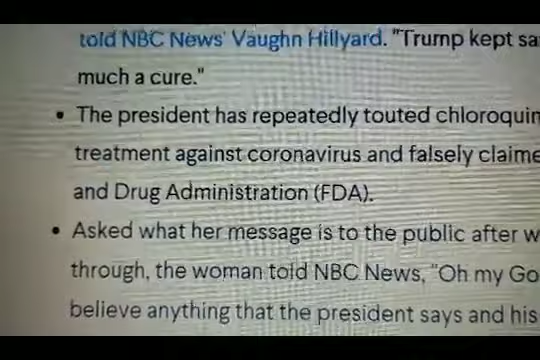 told NBC News' Vaughn Hillyard. "Trump kept sa
much a cure."
• The president has repeatedly touted chloroquin
treatment against coronavirus and falsely claime
and Drug Administration (FDA).
• Asked what her message is to the public after w
through, the woman told NBC News, "Oh my Go
believe anything that the president says and his